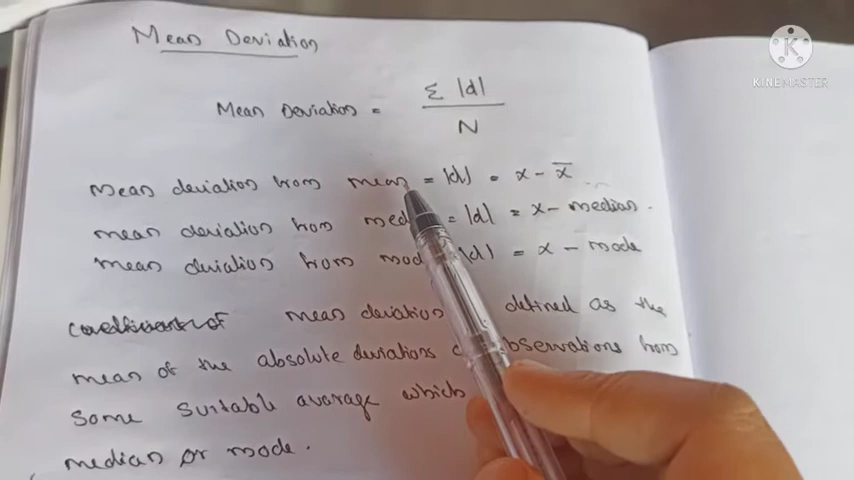 Mean Deviation
Mean Deviation = Σ |d| / N
Mean deviation from mean = |d| = x - x̅
mean deviation from med = |d| = x - median.
mean deviation from mod |d| = x - mode
mean deviation defined as the
mean of the absolute deviations observations from
some suitable avarage which
median or mode.
K
KINEMASTER